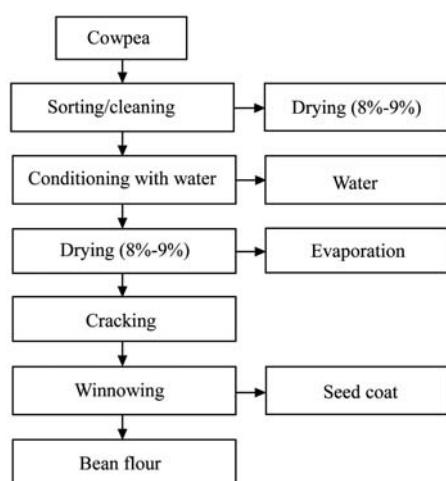 Cowpea
Sorting/cleaning
Drying (8%-9%)
Conditioning with water
Water
Drying (8%-9%)
Evaporation
Cracking
Winnowing
Seed coat
Bean flour